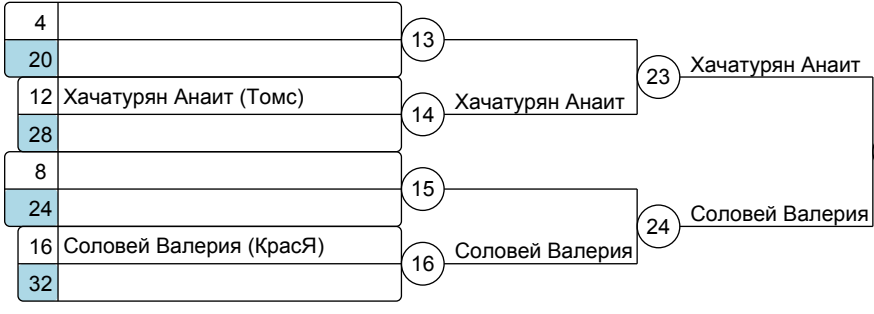 4
13
20
23 Хачатурян Анаит
12 Хачатурян Анаит (Томс)
14 Хачатурян Анаит
28
8
15
24
24 Соловей Валерия
16 Соловей Валерия (КрасЯ)
16 Соловей Валерия
32